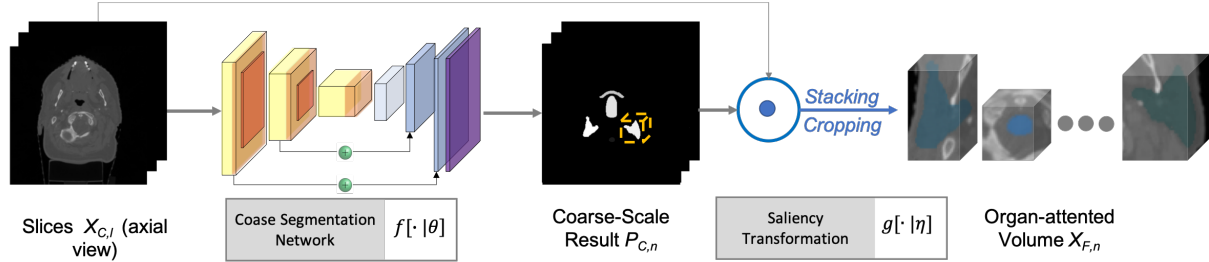 Stacking
Cropping
+
+
Slices X_{C,I} (axial
view)
Coase Segmentation
Network
f[· |θ]
Coarse-Scale
Result P_{C,n}
Saliency
Transformation
g[· |η]
Organ-attented
Volume X_{F,n}